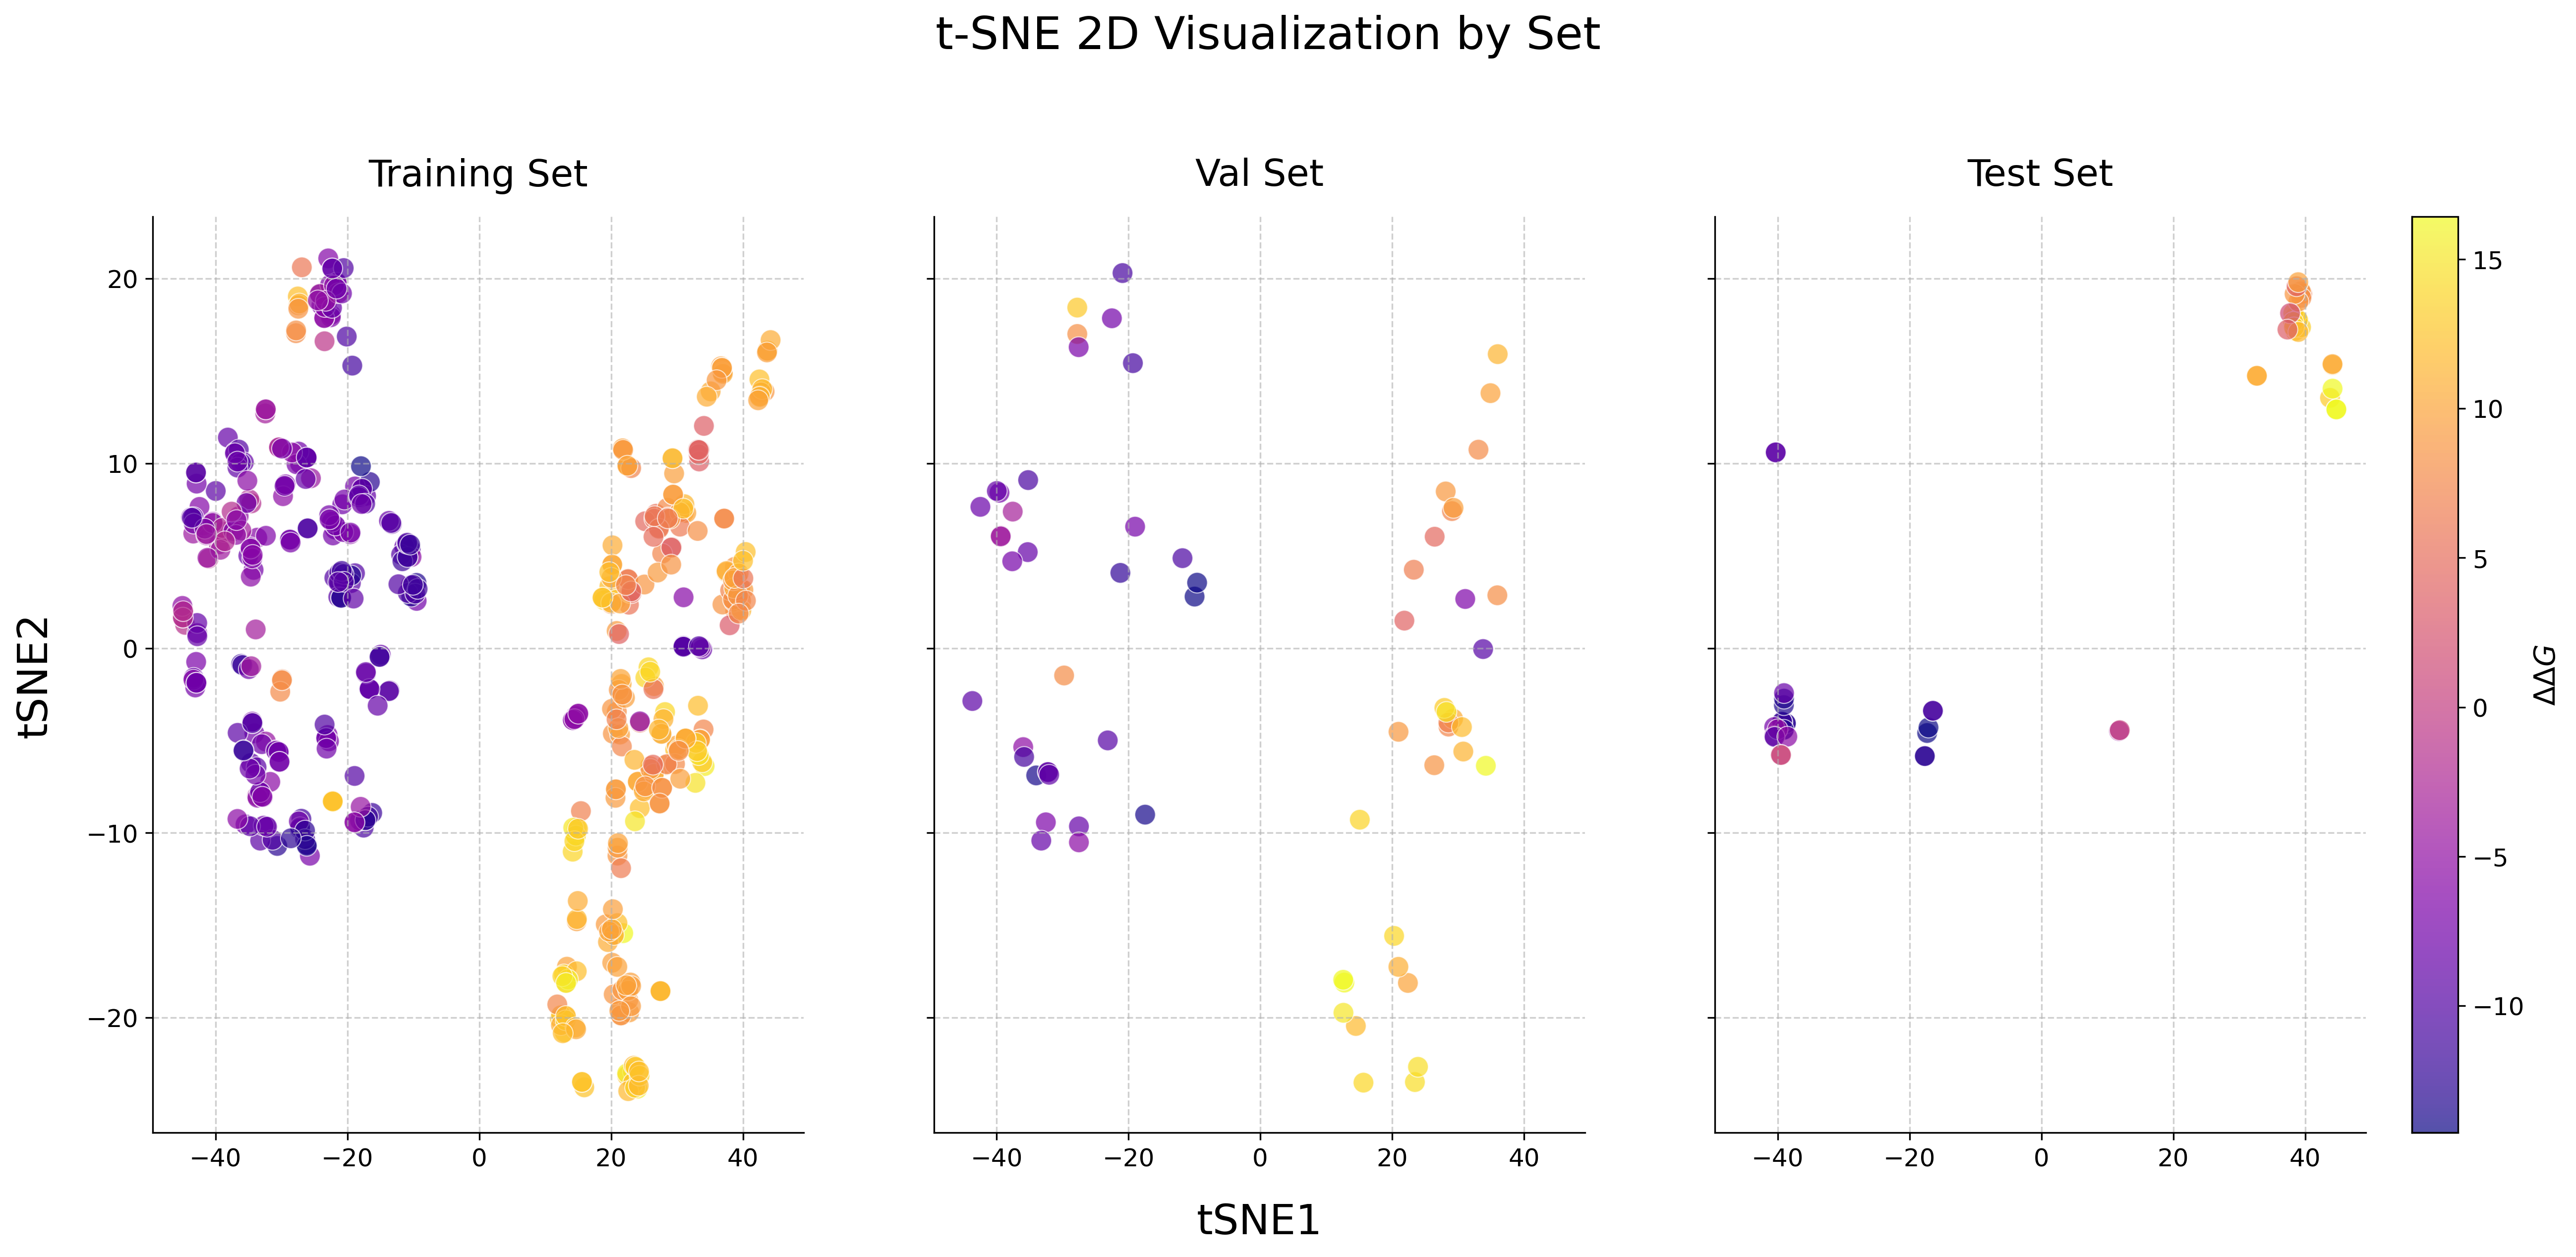 t-SNE 2D Visualization by Set
Training Set
Val Set
Test Set
tSNE2
20
10
0
−10
−20
−40 −20 0 20 40
−40 −20 0 20 40
−40 −20 0 20 40
tSNE1
15
10
5
0
−5
−10
ΔΔG